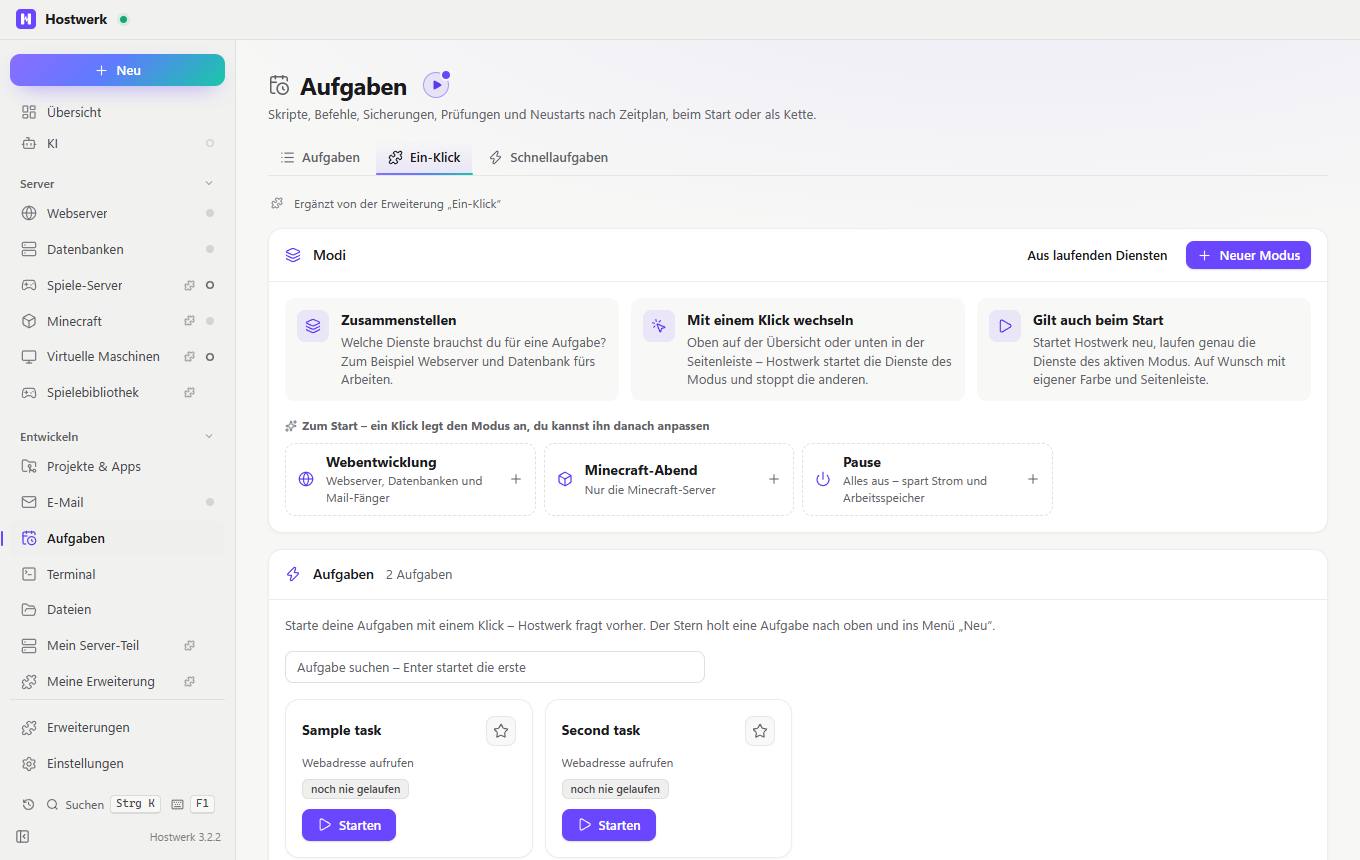 Hostwerk
Neu
Übersicht
KI
Server
Webserver
Datenbanken
Spiele-Server
Minecraft
Virtuelle Maschinen
Spielebibliothek
Entwickeln
Projekte & Apps
E-Mail
Aufgaben
Terminal
Dateien
Mein Server-Teil
Meine Erweiterung
Erweiterungen
Einstellungen
Suchen Strg K F1
Hostwerk 3.2.2
Aufgaben
Skripte, Befehle, Sicherungen, Prüfungen und Neustarts nach Zeitplan, beim Start oder als Kette.
Aufgaben Ein-Klick Schnellaufgaben
Ergänzt von der Erweiterung „Ein-Klick“
Modi
Aus laufenden Diensten
Neuer Modus
Zusammenstellen
Welche Dienste brauchst du für eine Aufgabe?
Zum Beispiel Webserver und Datenbank fürs
Arbeiten.
Mit einem Klick wechseln
Oben auf der Übersicht oder unten in der
Seitenleiste – Hostwerk startet die Dienste des
Modus und stoppt die anderen.
Gilt auch beim Start
Startet Hostwerk neu, laufen genau die
Dienste des aktiven Modus. Auf Wunsch mit
eigener Farbe und Seitenleiste.
Zum Start – ein Klick legt den Modus an, du kannst ihn danach anpassen
Webentwicklung
Webserver, Datenbanken und
Mail-Fänger
Minecraft-Abend
Nur die Minecraft-Server
Pause
Alles aus – spart Strom und
Arbeitsspeicher
Aufgaben 2 Aufgaben
Starte deine Aufgaben mit einem Klick – Hostwerk fragt vorher. Der Stern holt eine Aufgabe nach oben und ins Menü „Neu“.
Aufgabe suchen – Enter startet die erste
Sample task
Webadresse aufrufen
noch nie gelaufen
Starten
Second task
Webadresse aufrufen
noch nie gelaufen
Starten